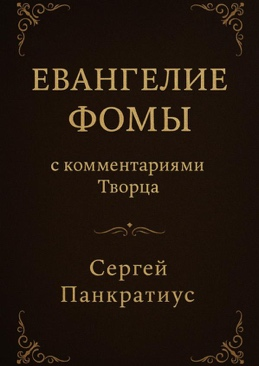 ЕВАНГЕЛИЕ
ФОМЫ
с комментариями
Творца
Сергей
Панкратиус